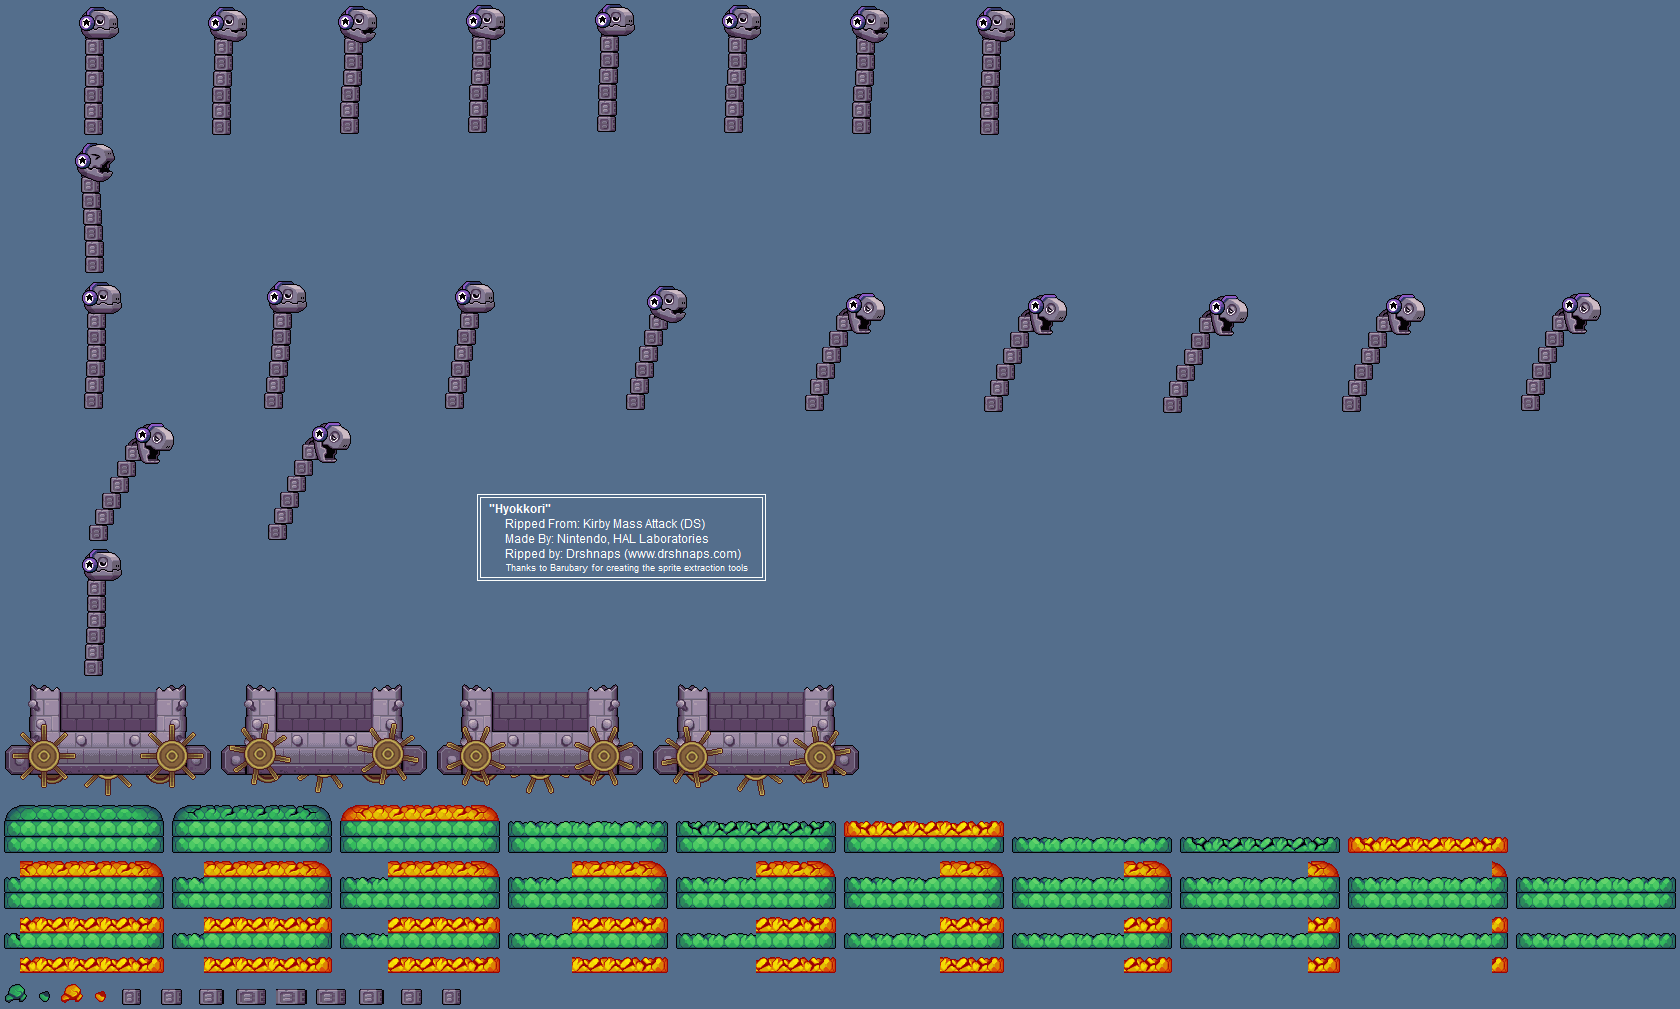 "Hyokkori"
Ripped From: Kirby Mass Attack (DS)
Made By: Nintendo, HAL Laboratories
Ripped by: Drshnaps (www.drshnaps.com)
Thanks to Barubary for creating the sprite extraction tools